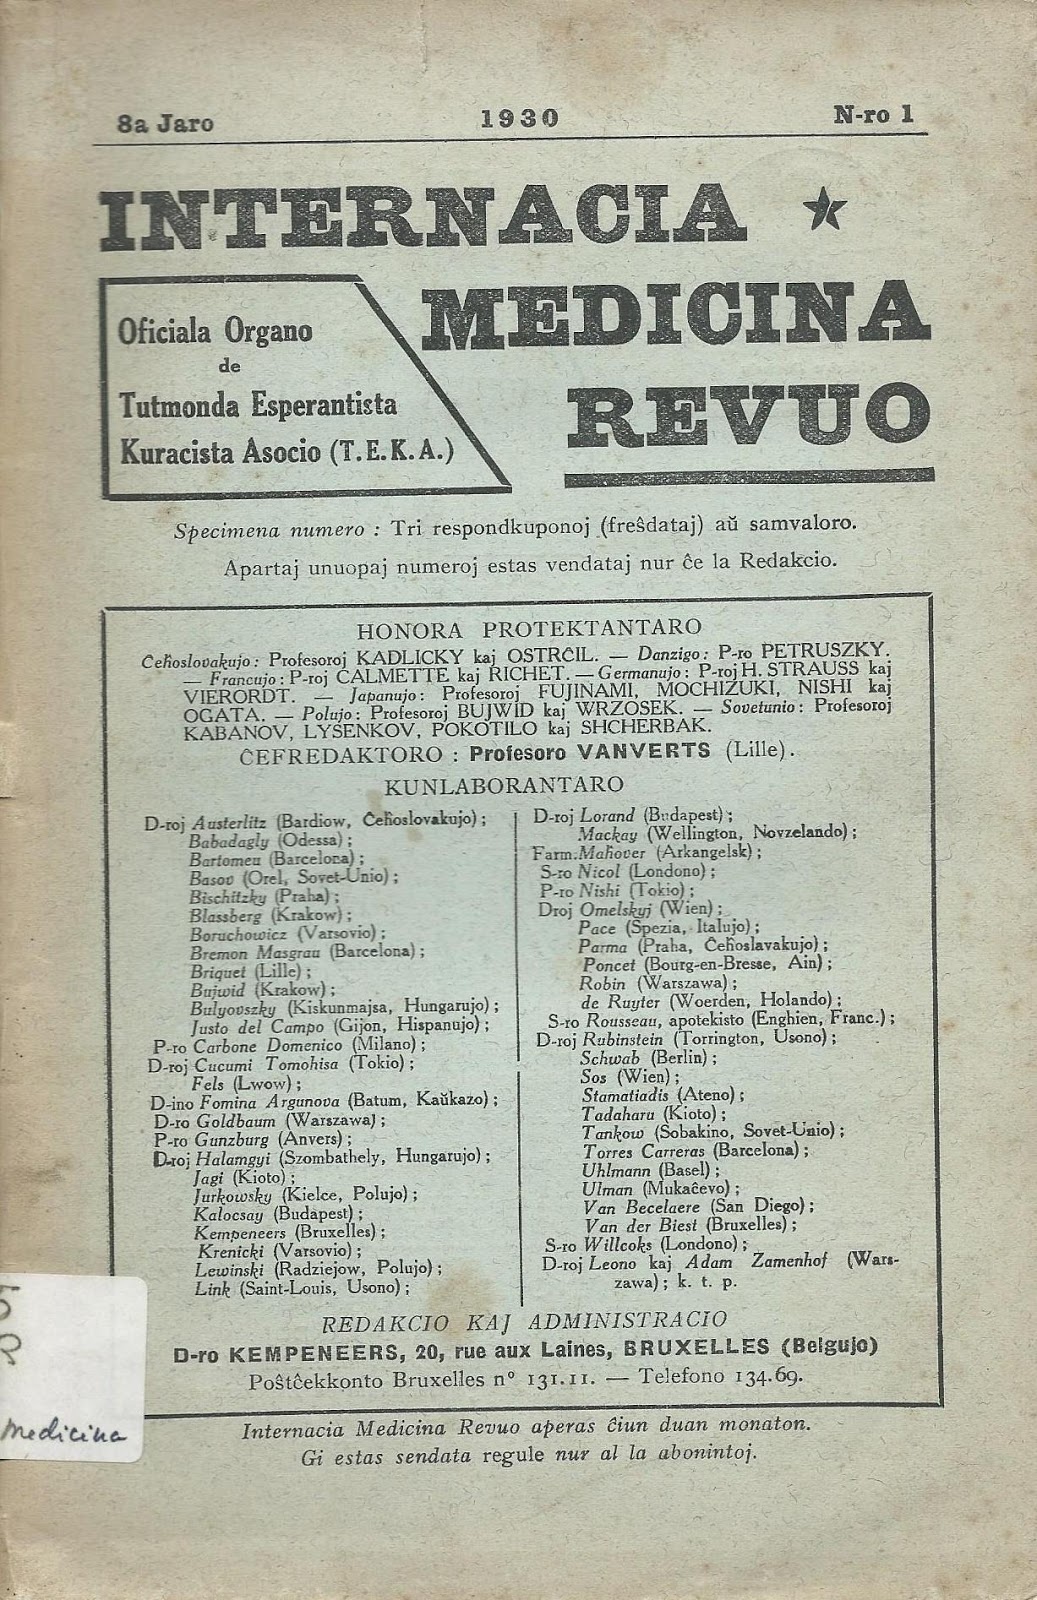 8a Jaro 1930 N-ro 1
INTERNACIA
MEDICINA
REVUO
Oficiala Organo
de
Tutmonda Esperantista
Kuracista Asocio (T.E.K.A.)
Specimena numero : Tri respondkuponoj (freŝdataj) aŭ samvaloro.
Apartaj unuopaj numeroj estas vendataj nur ĉe la Redakcio.
HONORA PROTEKTANTARO
Ĉeĥoslovakujo : Profesoroj KADLICKY kaj OSTRĈIL. — Danzigo : P-ro PETRUSZKY.
— Francujo : P-roj CALMETTE kaj RICHET. — Germanujo : P-roj H. STRAUSS kaj
VIERORDT. — Japanujo : Profesoroj FUJINAMI, MOCHIZUKI, NISHI kaj
OGATA. — Polujo : Profesoroj BUJWID kaj WRZOSEK. — Sovetunio : Profesoroj
KABANOV, LYSENKOV, POKOTILO kaj SHCHERBAK.
ĈEFREDAKTORO : Profesoro VANVERTS (Lille).
KUNLABORANTARO
D-roj Austerlitz (Bardiow, Ĉeĥoslovakujo) ;
Babadagly (Odessa) ;
Bartomeu (Barcelona) ;
Basov (Orel, Sovet-Unio) ;
Bischitzky (Praha) ;
Blassberg (Krakow) ;
Boruchowicz (Varsovio) ;
Bremon Masgrau (Barcelona) ;
Briquet (Lille) ;
Bujwid (Krakow) ;
Bulyovszky (Kiskunmajsa, Hungarujo) ;
Justo del Campo (Gijon, Hispanujo) ;
P-ro Carbone Domenico (Milano) ;
D-roj Cucumi Tomohisa (Tokio) ;
Fels (Lwow) ;
D-ino Fomina Argunova (Batum, Kaŭkazo) ;
D-ro Goldbaum (Warszawa) ;
P-ro Gunzburg (Anvers) ;
D-roj Halamgyi (Szombathely, Hungarujo) ;
Jagi (Kioto) ;
Jurkowsky (Kielce, Polujo) ;
Kalocsay (Budapest) ;
Kempeneers (Bruxelles) ;
Krenicki (Varsovio) ;
Lewinski (Radziejow, Polujo) ;
Link (Saint-Louis, Usono) ;
D-roj Lorand (Budapest) ;
Mackay (Wellington, Novzelando) ;
Farm. Maĥover (Arkangelsk) ;
S-ro Nicol (Londono) ;
P-ro Nishi (Tokio) ;
Droj Omelskyj (Wien) ;
Pace (Spezia, Italujo) ;
Parma (Praha, Ĉeĥoslavakujo) ;
Poncet (Bourg-en-Bresse, Ain) ;
Robin (Warszawa) ;
de Ruyter (Woerden, Holando) ;
S-ro Rousseau, apotekisto (Enghien, Franc.) ;
D-roj Rubinstein (Torrington, Usono) ;
Schwab (Berlin) ;
Sos (Wien) ;
Stamatiadis (Ateno) ;
Tadaharu (Kioto) ;
Tankow (Sobakino, Sovet-Unio) ;
Torres Carreras (Barcelona) ;
Uhlmann (Basel) ;
Ulman (Mukaĉevo) ;
Van Becelaere (San Diego) ;
Van der Biest (Bruxelles) ;
S-ro Willcoks (Londono) ;
D-roj Leono kaj Adam Zamenhof (Wars-
zawa) ; k. t. p.
REDAKCIO KAJ ADMINISTRACIO
D-ro KEMPENEERS, 20, rue aux Laines, BRUXELLES (Belgujo)
Poŝtĉekkonto Bruxelles n° 131.11. — Telefono 134.69.
Internacia Medicina Revuo aperas ĉiun duan monaton.
Gi estas sendata regule nur al la abonintoj.
medicina